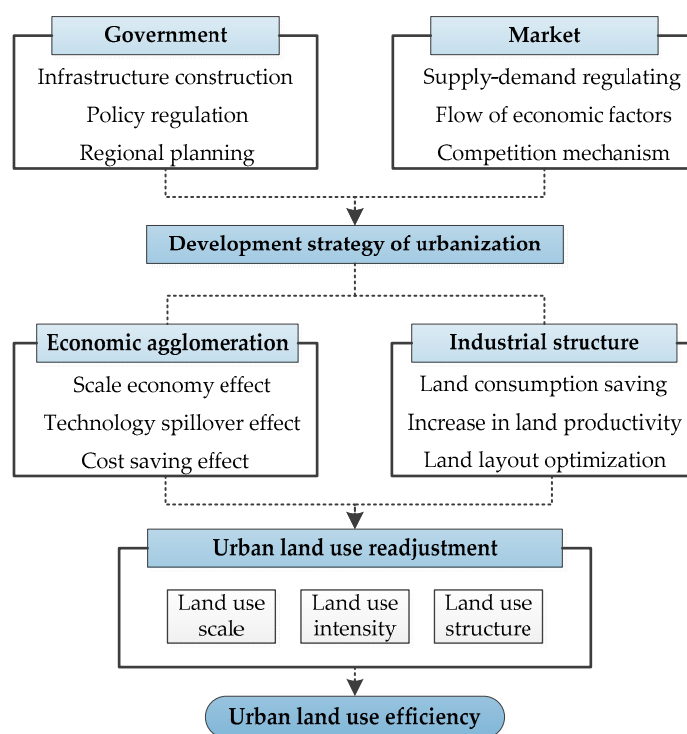 Government
Infrastructure construction
Policy regulation
Regional planning
Market
Supply-demand regulating
Flow of economic factors
Competition mechanism
Development strategy of urbanization
Economic agglomeration
Scale economy effect
Technology spillover effect
Cost saving effect
Industrial structure
Land consumption saving
Increase in land productivity
Land layout optimization
Urban land use readjustment
Land use
scale
Land use
intensity
Land use
structure
Urban land use efficiency